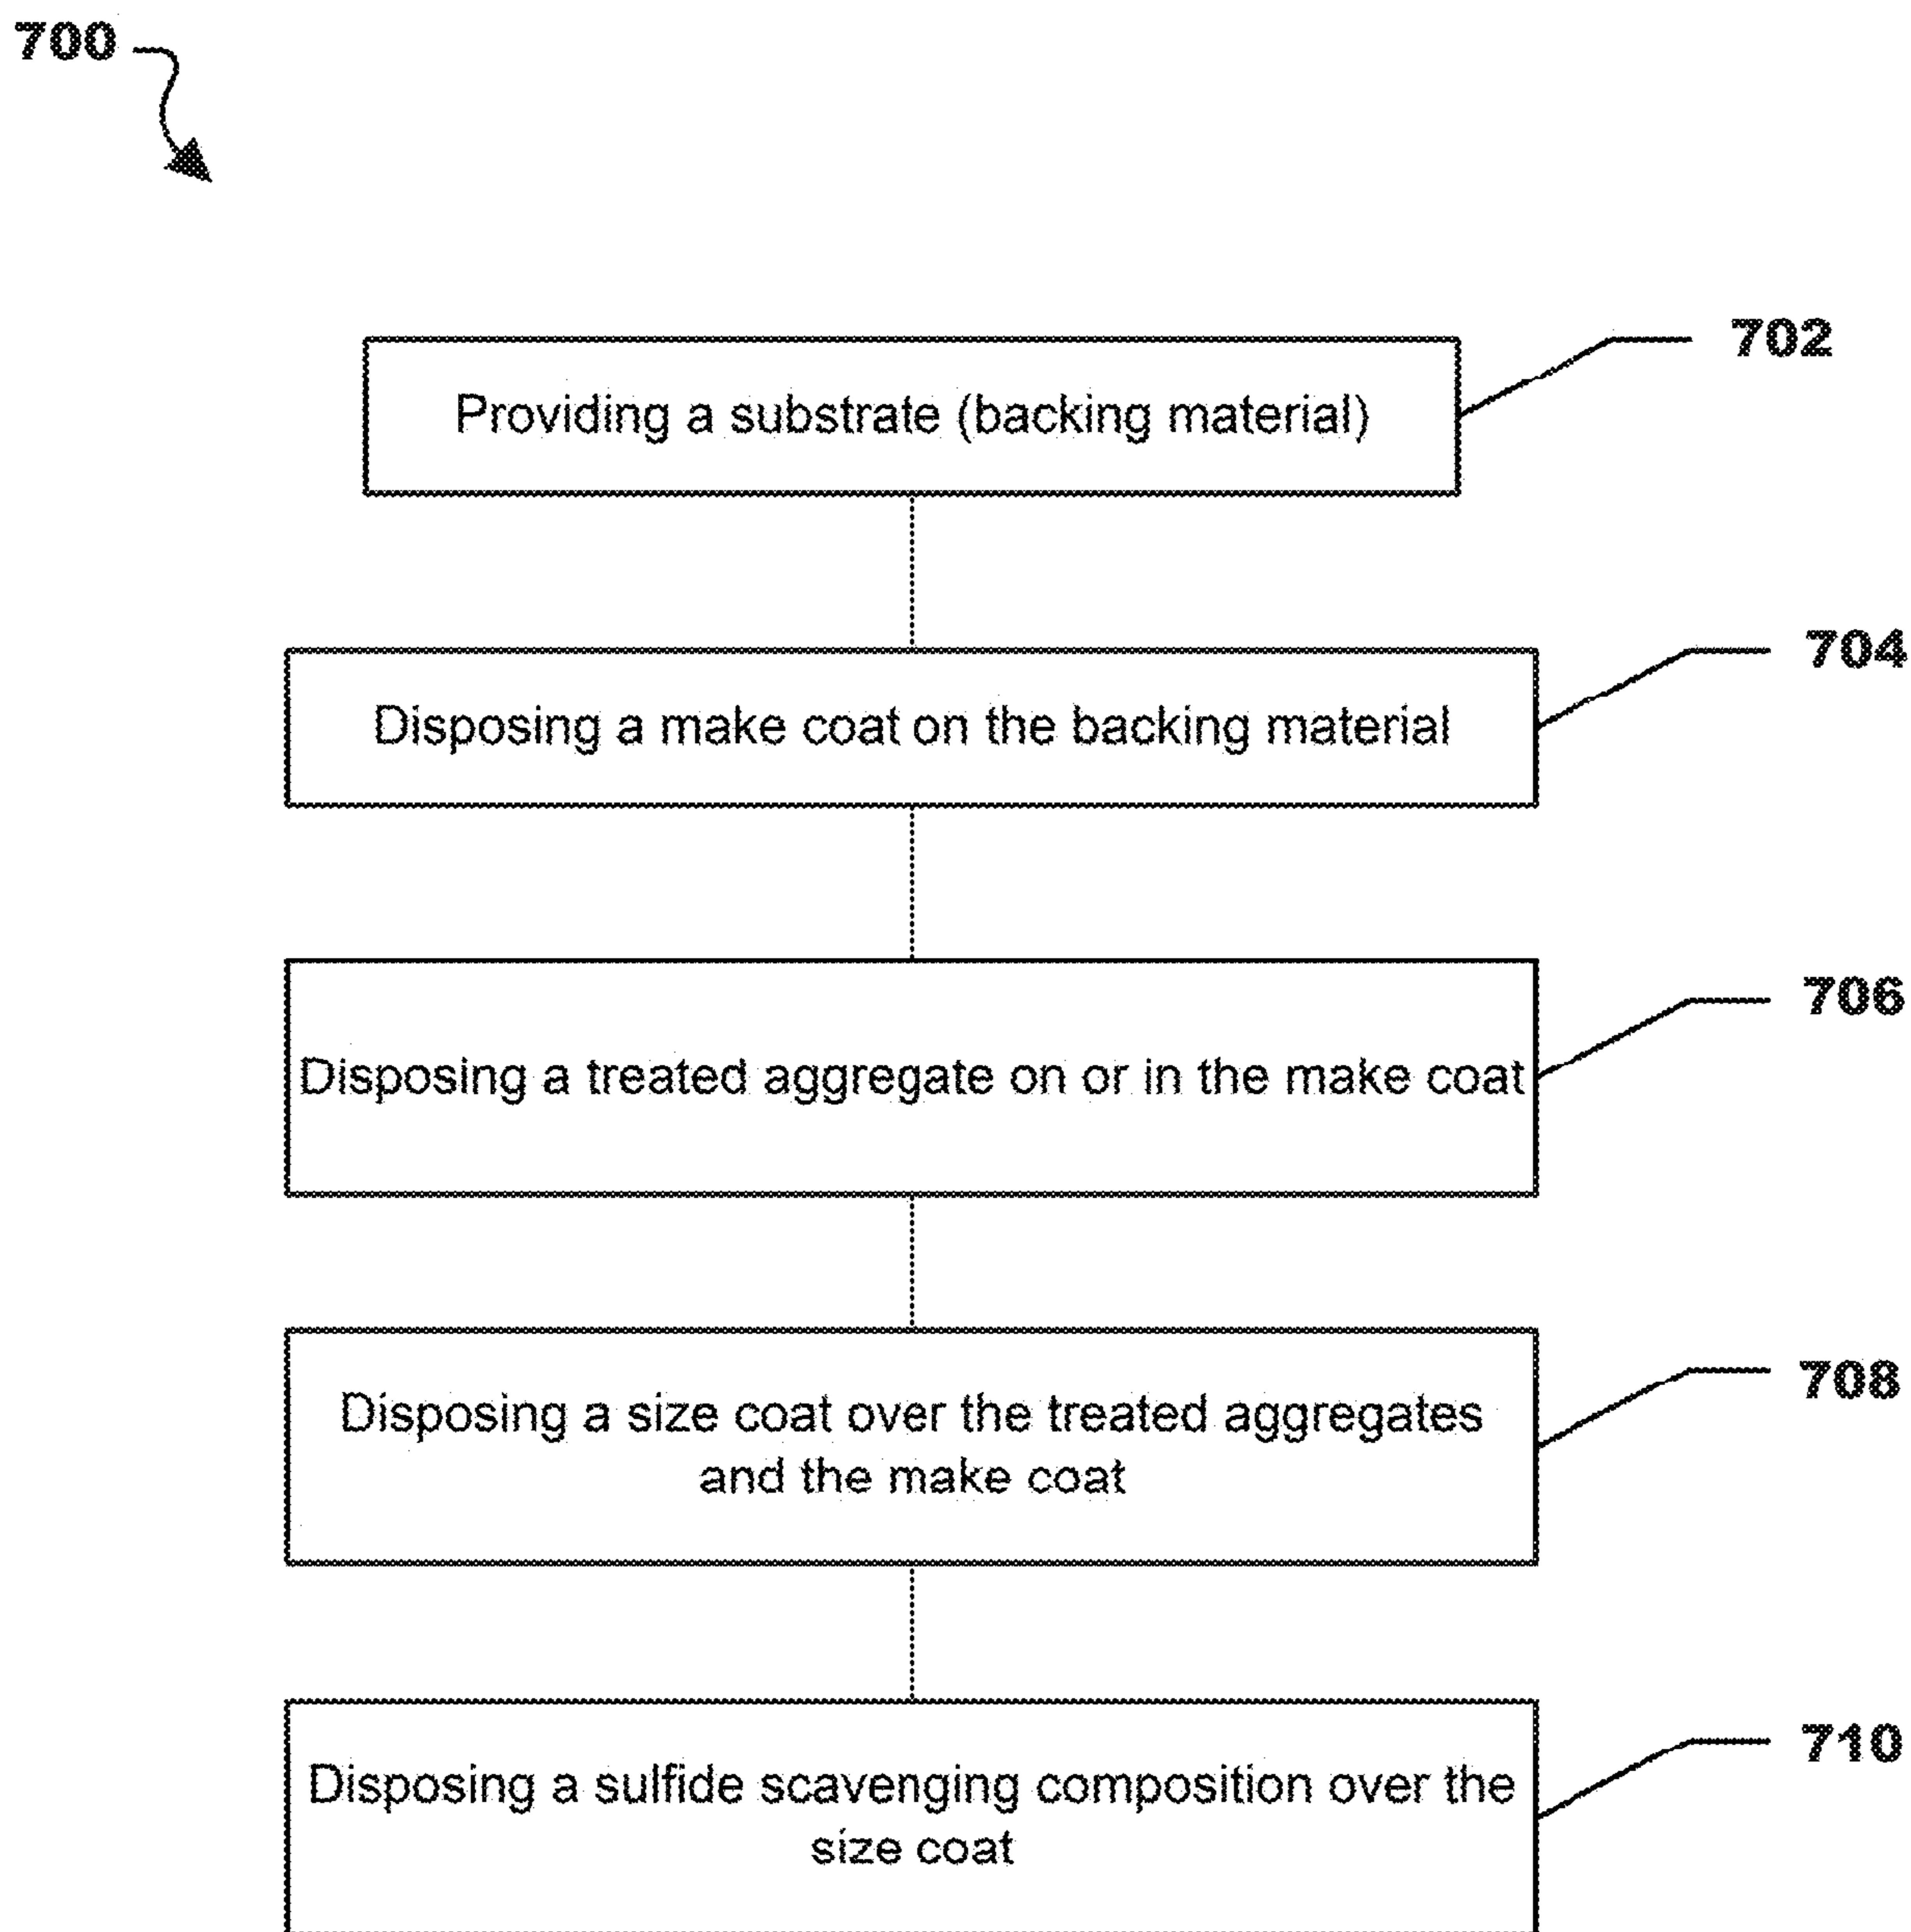 700
702
Providing a substrate (backing material)
704
Disposing a make coat on the backing material
706
Disposing a treated aggregate on or in the make coat
708
Disposing a size coat over the treated aggregates
and the make coat
710
Disposing a sulfide scavenging composition over the
size coat